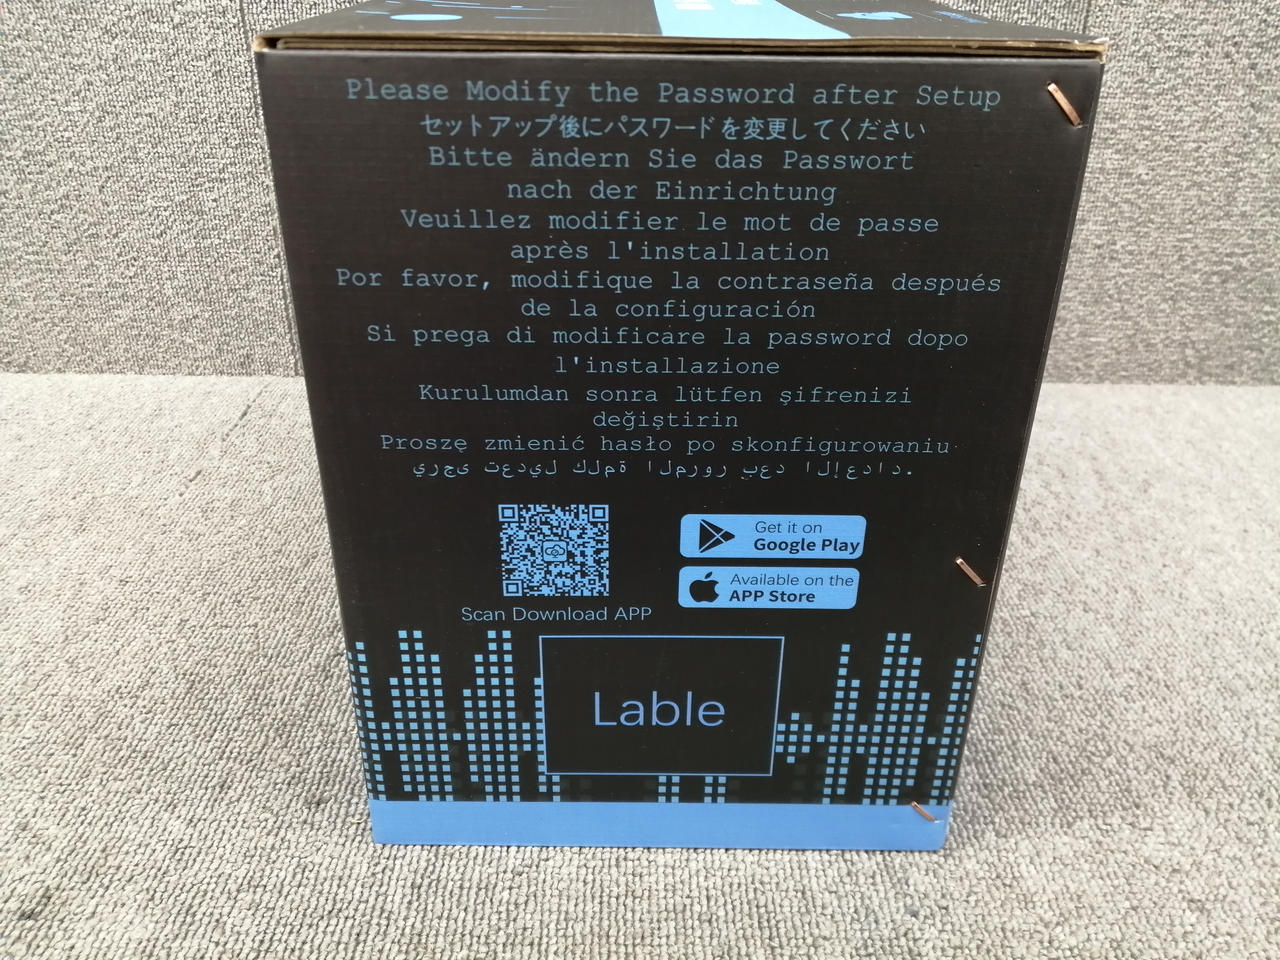 Please Modify the Password after Setup
セットアップ後にパスワードを変更してください
Bitte ändern Sie das Passwort
nach der Einrichtung
Veuillez modifier le mot de passe
après l'installation
Por favor, modifique la contraseña después
de la configuración
Si prega di modificare la password dopo
l'installazione
Kurulumdan sonra lütfen şifrenizi
değiştirin
Proszę zmienić hasło po skonfigurowaniu
يرجى تعديل كلمة المرور بعد الإعداد.
Get it on
Google Play
Available on the
APP Store
Scan Download APP
Lable